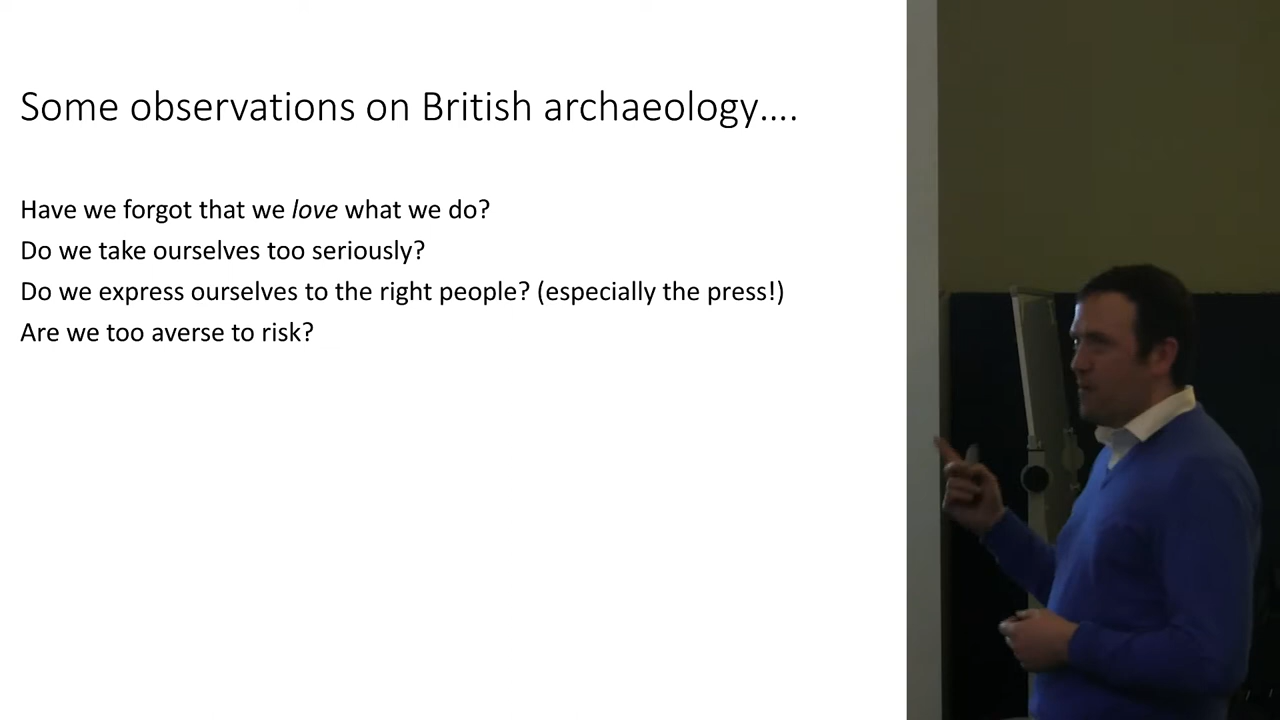 Some observations on British archaeology....
Have we forgot that we love what we do?
Do we take ourselves too seriously?
Do we express ourselves to the right people? (especially the press!)
Are we too averse to risk?